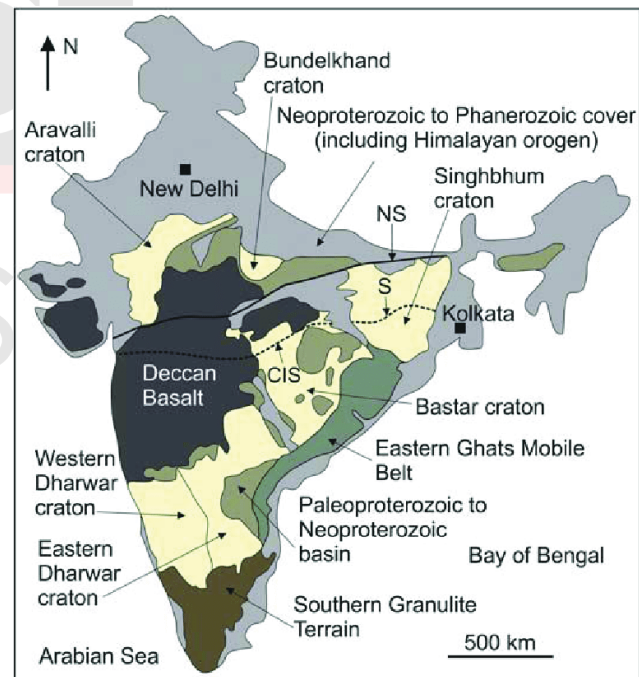 N
Bundelkhand
craton
Neoproterozoic to Phanerozoic cover
(including Himalayan orogen)
Aravalli
craton
New Delhi
Singhbhum
craton
NS
S
Kolkata
CIS
Deccan
Basalt
Bastar craton
Eastern Ghats Mobile
Belt
Western
Dharwar
craton
Paleoproterozoic to
Neoproterozoic
basin
Eastern
Dharwar
craton
Bay of Bengal
Southern Granulite
Terrain
500 km
Arabian Sea